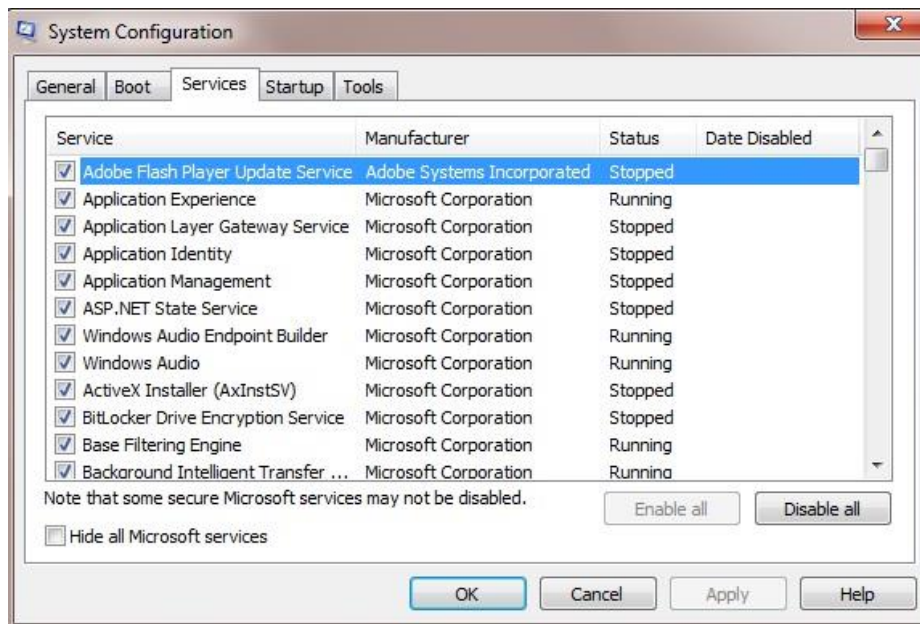 System Configuration
General Boot Services Startup Tools
Service Manufacturer Status Date Disabled
Adobe Flash Player Update Service Adobe Systems Incorporated Stopped
Application Experience Microsoft Corporation Running
Application Layer Gateway Service Microsoft Corporation Stopped
Application Identity Microsoft Corporation Stopped
Application Management Microsoft Corporation Stopped
ASP.NET State Service Microsoft Corporation Stopped
Windows Audio Endpoint Builder Microsoft Corporation Running
Windows Audio Microsoft Corporation Running
ActiveX Installer (AxInstSV) Microsoft Corporation Stopped
BitLocker Drive Encryption Service Microsoft Corporation Stopped
Base Filtering Engine Microsoft Corporation Running
Background Intelligent Transfer ... Microsoft Corporation Running
Note that some secure Microsoft services may not be disabled.
Enable all Disable all
Hide all Microsoft services
OK Cancel Apply Help